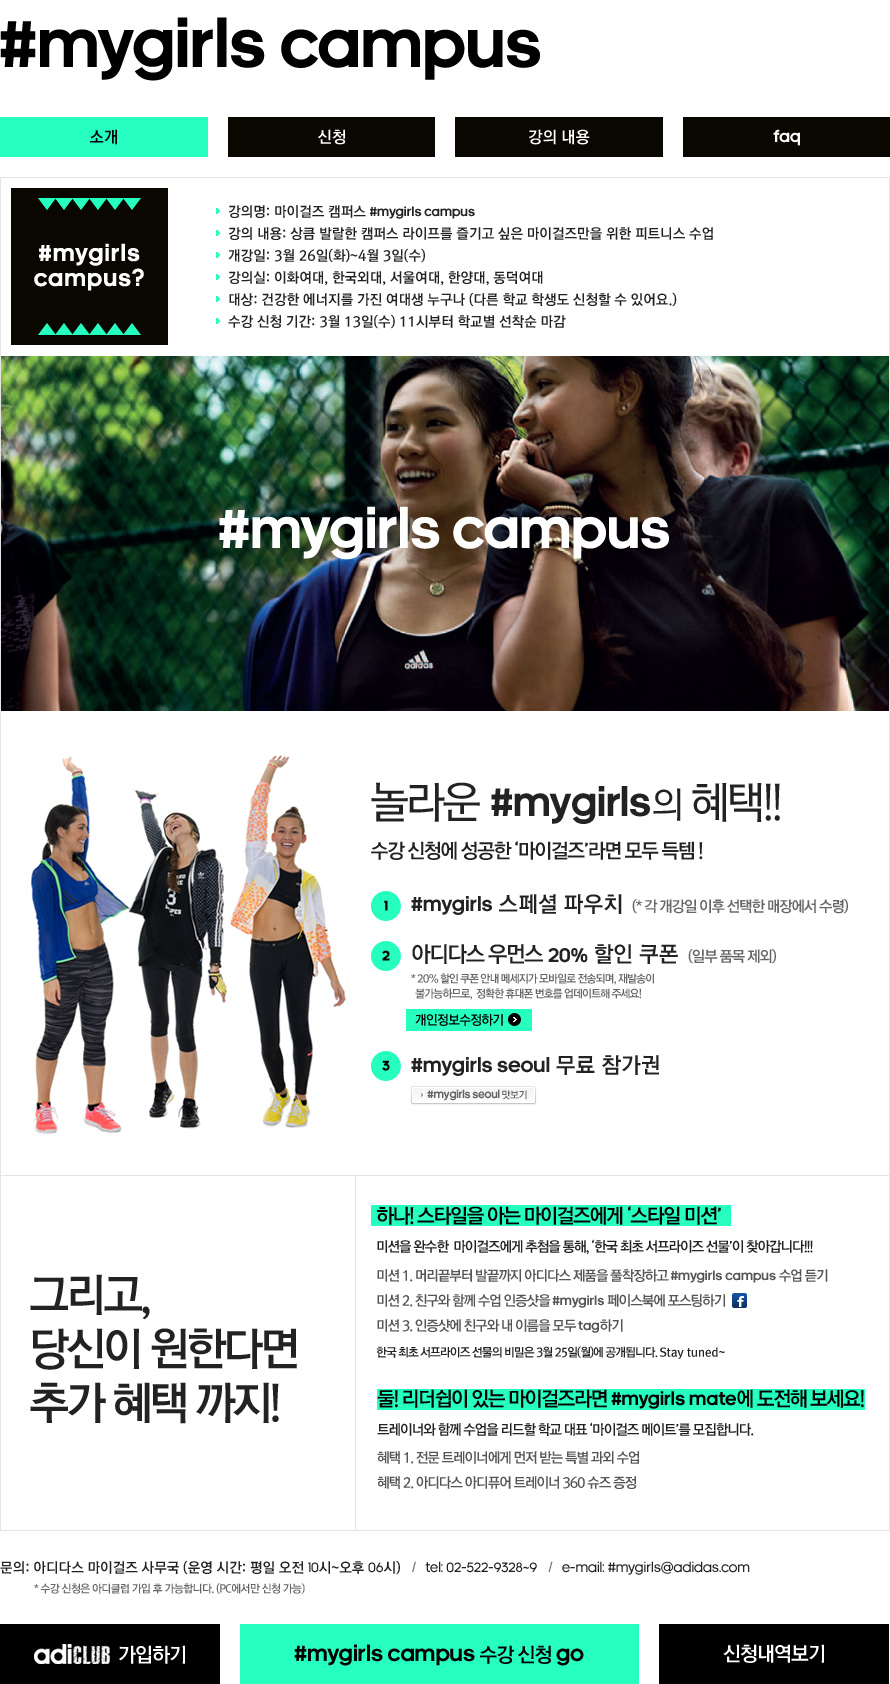 #mygirls campus
소개
신청
강의 내용
faq
#mygirls
campus?
강의명: 마이걸즈 캠퍼스 #mygirls campus
강의 내용: 상큼 발랄한 캠퍼스 라이프를 즐기고 싶은 마이걸즈만을 위한 피트니스 수업
개강일: 3월 26일(화)~4월 3일(수)
강의실: 이화여대, 한국외대, 서울여대, 한양대, 동덕여대
대상: 건강한 에너지를 가진 여대생 누구나 (다른 학교 학생도 신청할 수 있어요.)
수강 신청 기간: 3월 13일(수) 11시부터 학교별 선착순 마감
#mygirls campus
adidas
놀라운 #mygirls의 혜택!!
수강 신청에 성공한 ‘마이걸즈’라면 모두 득템 !
1 #mygirls 스페셜 파우치 (* 각 개강일 이후 선택한 매장에서 수령)
2 아디다스 우먼스 20% 할인 쿠폰 (일부 품목 제외)
* 20% 할인 쿠폰 안내 메세지가 모바일로 전송되며, 재발송이
불가능하므로, 정확한 휴대폰 번호를 업데이트해 주세요!
개인정보수정하기
3 #mygirls seoul 무료 참가권
#mygirls seoul 맛보기
그리고,
당신이 원한다면
추가 혜택 까지!
하나! 스타일을 아는 마이걸즈에게 ‘스타일 미션’
미션을 완수한 마이걸즈에게 추첨을 통해, ‘한국 최초 서프라이즈 선물’이 찾아갑니다!!!
미션 1. 머리끝부터 발끝까지 아디다스 제품을 풀착장하고 #mygirls campus 수업 듣기
미션 2. 친구와 함께 수업 인증샷을 #mygirls 페이스북에 포스팅하기
미션 3. 인증샷에 친구와 내 이름을 모두 tag하기
한국 최초 서프라이즈 선물의 비밀은 3월 25일(월)에 공개됩니다. Stay tuned~
둘! 리더쉽이 있는 마이걸즈라면 #mygirls mate에 도전해 보세요!
트레이너와 함께 수업을 리드할 학교 대표 ‘마이걸즈 메이트’를 모집합니다.
혜택 1. 전문 트레이너에게 먼저 받는 특별 과외 수업
혜택 2. 아디다스 아디퓨어 트레이너 360 슈즈 증정
문의: 아디다스 마이걸즈 사무국 (운영 시간: 평일 오전 10시~오후 06시) / tel: 02-522-9328~9 / e-mail: #mygirls@adidas.com
* 수강 신청은 아디클럽 가입 후 가능합니다. (PC에서만 신청 가능)
adiCLUB 가입하기
#mygirls campus 수강 신청 go
신청내역보기